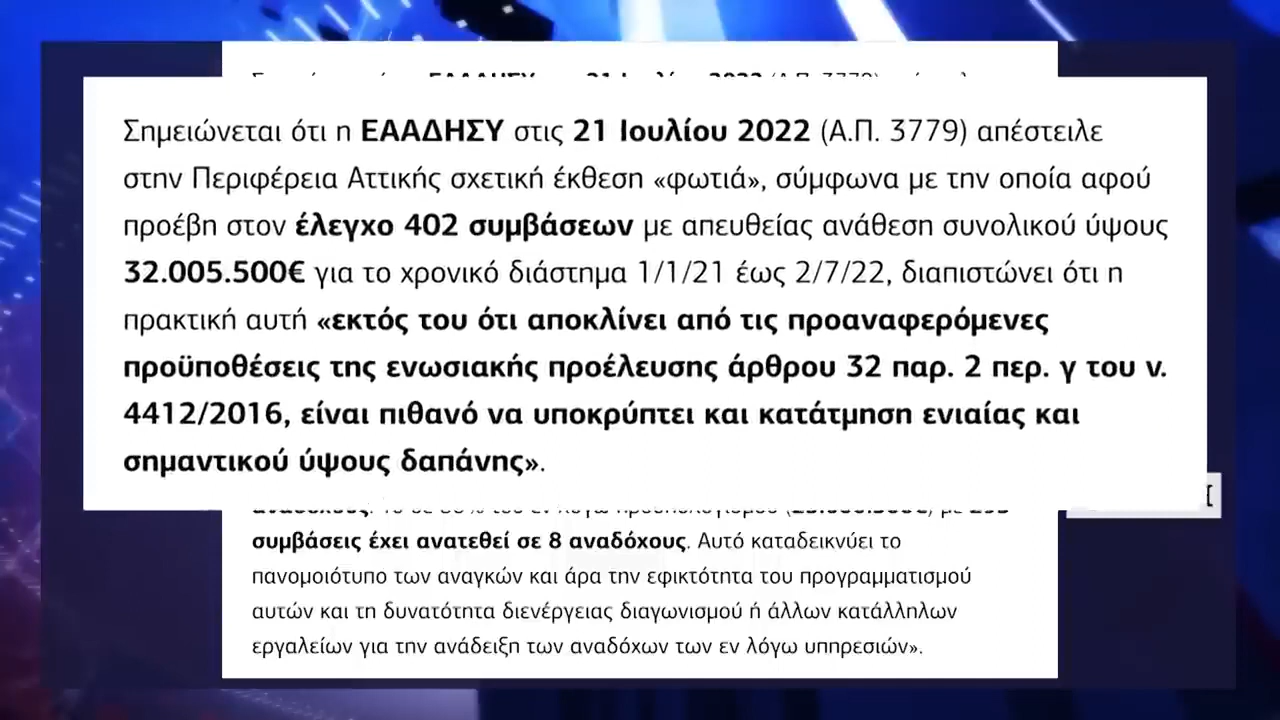 Σημειώνεται ότι η ΕΑΑΔΗΣΥ στις 21 Ιουλίου 2022 (Α.Π. 3779) απέστειλε
στην Περιφέρεια Αττικής σχετική έκθεση «φωτιά», σύμφωνα με την οποία αφού
προέβη στον έλεγχο 402 συμβάσεων με απευθείας ανάθεση συνολικού ύψους
32.005.500€ για το χρονικό διάστημα 1/1/21 έως 2/7/22, διαπιστώνει ότι η
πρακτική αυτή «εκτός του ότι αποκλίνει από τις προαναφερόμενες
προϋποθέσεις της ενωσιακής προέλευσης άρθρου 32 παρ. 2 περ. γ του ν.
4412/2016, είναι πιθανό να υποκρύπτει και κατάτμηση ενιαίας και
σημαντικού ύψους δαπάνης».
συμβάσεις έχει ανατεθεί σε 8 αναδόχους. Αυτό καταδεικνύει το
πανομοιότυπο των αναγκών και άρα την εφικτότητα του προγραμματισμού
αυτών και τη δυνατότητα διενέργειας διαγωνισμού ή άλλων κατάλληλων
εργαλείων για την ανάδειξη των αναδόχων των εν λόγω υπηρεσιών».